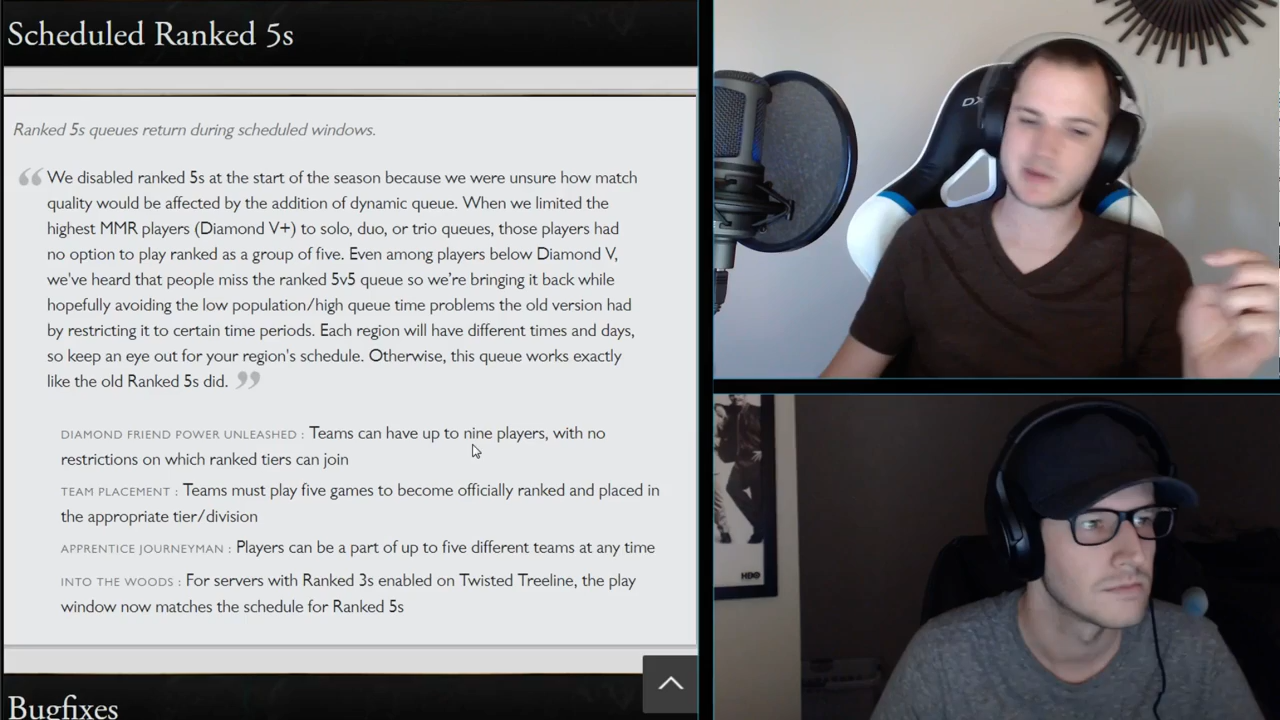 Scheduled Ranked 5s
Ranked 5s queues return during scheduled windows.
“ We disabled ranked 5s at the start of the season because we were unsure how match
quality would be affected by the addition of dynamic queue. When we limited the
highest MMR players (Diamond V+) to solo, duo, or trio queues, those players had
no option to play ranked as a group of five. Even among players below Diamond V,
we've heard that people miss the ranked 5v5 queue so we're bringing it back while
hopefully avoiding the low population/high queue time problems the old version had
by restricting it to certain time periods. Each region will have different times and days,
so keep an eye out for your region's schedule. Otherwise, this queue works exactly
like the old Ranked 5s did. ”
DIAMOND FRIEND POWER UNLEASHED : Teams can have up to nine players, with no
restrictions on which ranked tiers can join
TEAM PLACEMENT : Teams must play five games to become officially ranked and placed in
the appropriate tier/division
APPRENTICE JOURNEYMAN : Players can be a part of up to five different teams at any time
INTO THE WOODS : For servers with Ranked 3s enabled on Twisted Treeline, the play
window now matches the schedule for Ranked 5s
Bugfixes
DX
HBO